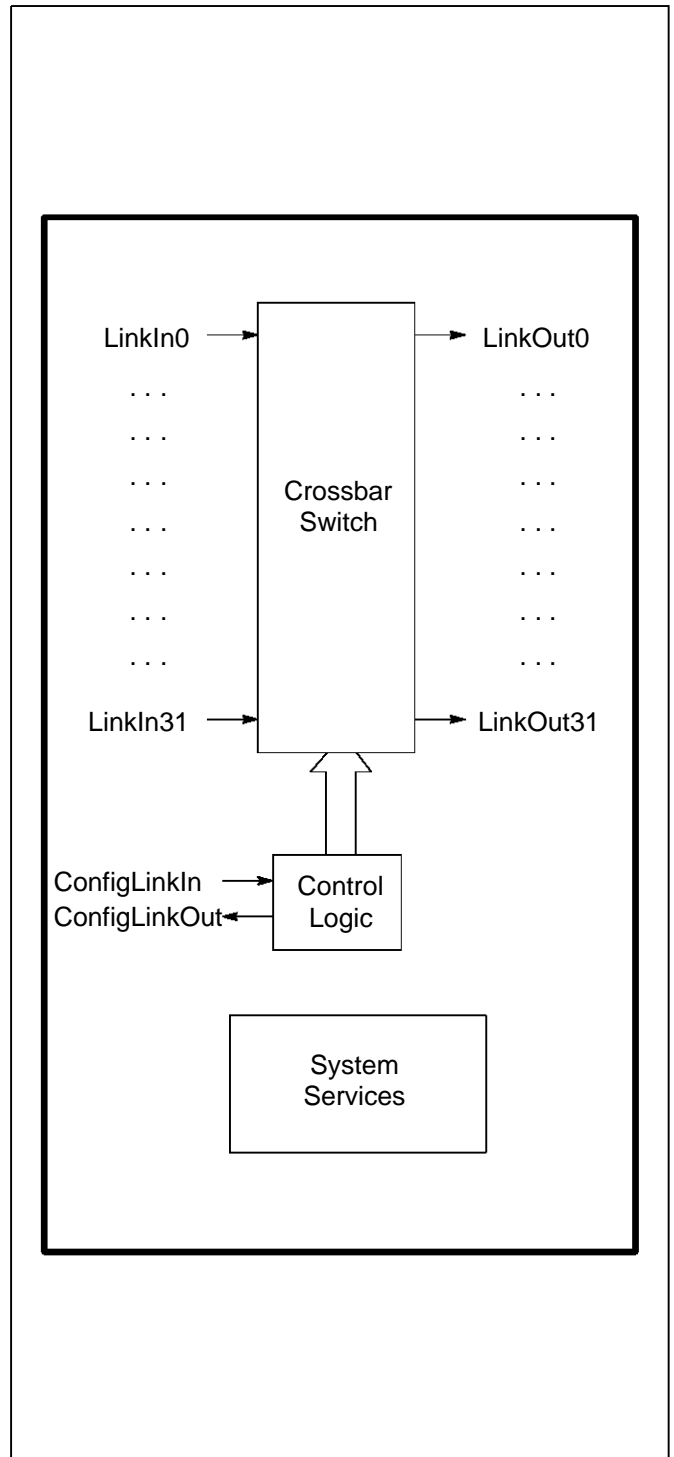 LinkIn0 LinkOut0
. . . . . .
. . . . . .
. . . . . .
. . . . . .
. . . . . .
. . . . . .
. . . . . .
Crossbar
Switch
LinkIn31 LinkOut31
ConfigLinkIn
ConfigLinkOut
Control
Logic
System
Services